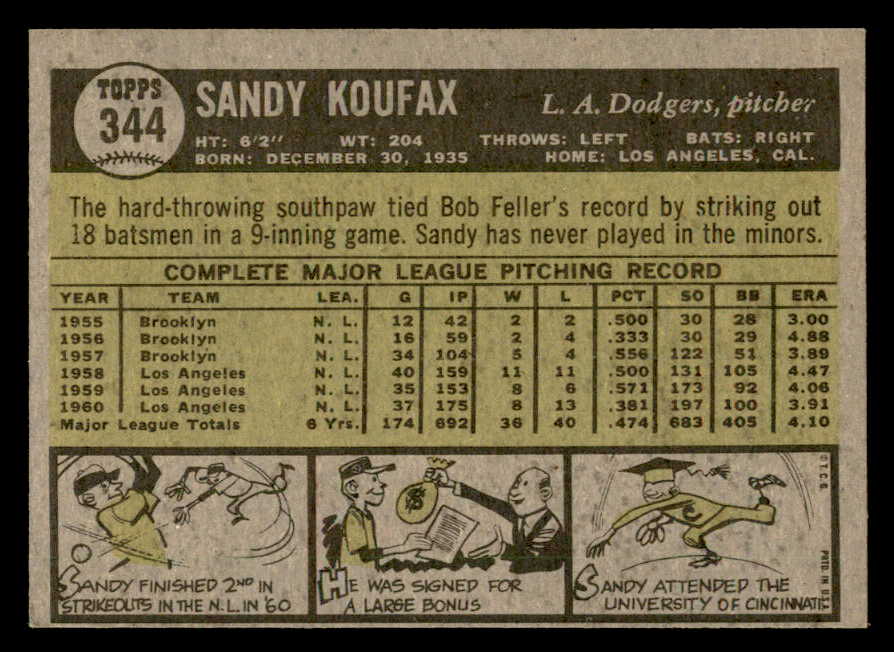 TOPPS
344
SANDY KOUFAX
L. A. Dodgers, pitcher
HT: 6'2" WT: 204 THROWS: LEFT BATS: RIGHT
BORN: DECEMBER 30, 1935 HOME: LOS ANGELES, CAL.
The hard-throwing southpaw tied Bob Feller's record by striking out
18 batsmen in a 9-inning game. Sandy has never played in the minors.
COMPLETE MAJOR LEAGUE PITCHING RECORD
YEAR TEAM LEA. G IP W L PCT SO BB ERA
1955 Brooklyn N. L. 12 42 2 2 .500 30 28 3.00
1956 Brooklyn N. L. 16 59 2 4 .333 30 29 4.88
1957 Brooklyn N. L. 34 104 5 4 .556 122 51 3.89
1958 Los Angeles N. L. 40 159 11 11 .500 131 105 4.47
1959 Los Angeles N. L. 35 153 8 6 .571 173 92 4.06
1960 Los Angeles N. L. 37 175 8 13 .381 197 100 3.91
Major League Totals 6 Yrs. 174 692 36 40 .474 683 405 4.10
SANDY FINISHED 2ND IN
STRIKEOUTS IN THE N.L. IN '60
$
HE WAS SIGNED FOR
A LARGE BONUS
SANDY ATTENDED THE
UNIVERSITY OF CINCINNATI
© T. C. G. PRTD. IN U.S.A.